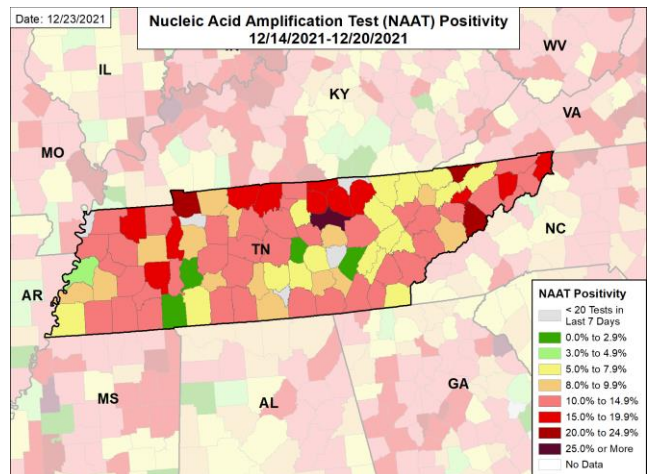 Date: 12/23/2021
Nucleic Acid Amplification Test (NAAT) Positivity
12/14/2021-12/20/2021
IL
WV
KY
VA
MO
TN
NC
AR
MS
AL
GA
NAAT Positivity
< 20 Tests in
Last 7 Days
0.0% to 2.9%
3.0% to 4.9%
5.0% to 7.9%
8.0% to 9.9%
10.0% to 14.9%
15.0% to 19.9%
20.0% to 24.9%
25.0% or More
No Data